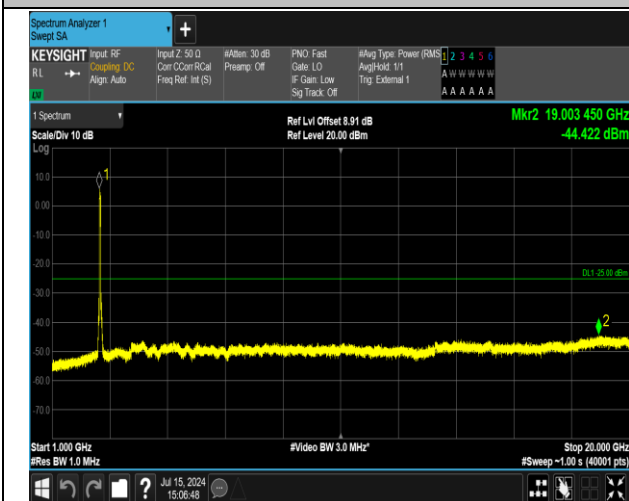 Spectrum Analyzer 1
Swept SA
+
KEYSIGHT Input: RF Input Z: 50 Ω #Atten: 30 dB PNO: Fast #Avg Type: Power (RMS 1 2 3 4 5 6
RL Coupling: DC Corr CCorr RCal Preamp: Off Gate: LO Avg|Hold: 1/1 A W W W W W
Align: Auto Freq Ref: Int (S) IF Gain: Low Trig: External 1 A A A A A A
Sig Track: Off
1 Spectrum Ref Lvl Offset 8.91 dB Mkr2 19.003 450 GHz
Scale/Div 10 dB Ref Level 20.00 dBm -44.422 dBm
Log
1
10.0
0.00
-10.0
-20.0
DL1 -25.00 dBm
-30.0
-40.0
2
-50.0
-60.0
-70.0
Start 1.000 GHz #Video BW 3.0 MHz* Stop 20.000 GHz
#Res BW 1.0 MHz #Sweep ~1.00 s (40001 pts)
? Jul 15, 2024
15:06:48